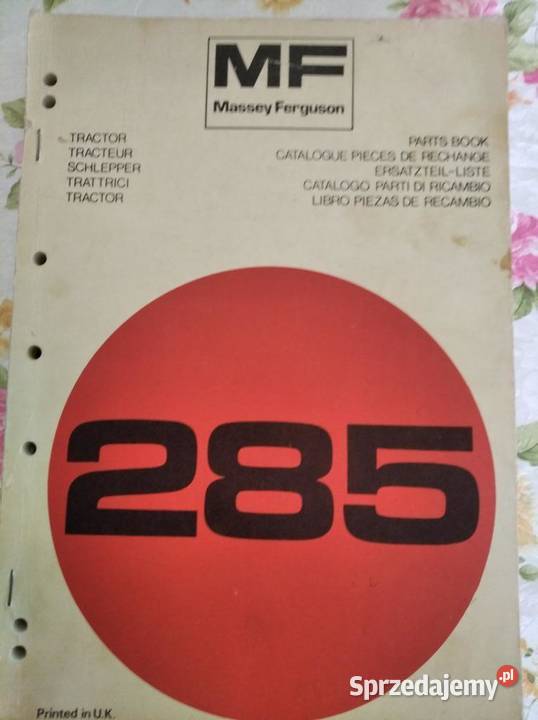 MF
Massey Ferguson
TRACTOR
TRACTEUR
SCHLEPPER
TRATTRICI
TRACTOR
PARTS BOOK
CATALOGUE PIECES DE RECHANGE
ERSATZTEIL-LISTE
CATALOGO PARTI DI RICAMBIO
LIBRO PIEZAS DE RECAMBIO
285
Printed in U.K.
Sprzedajemy.pl